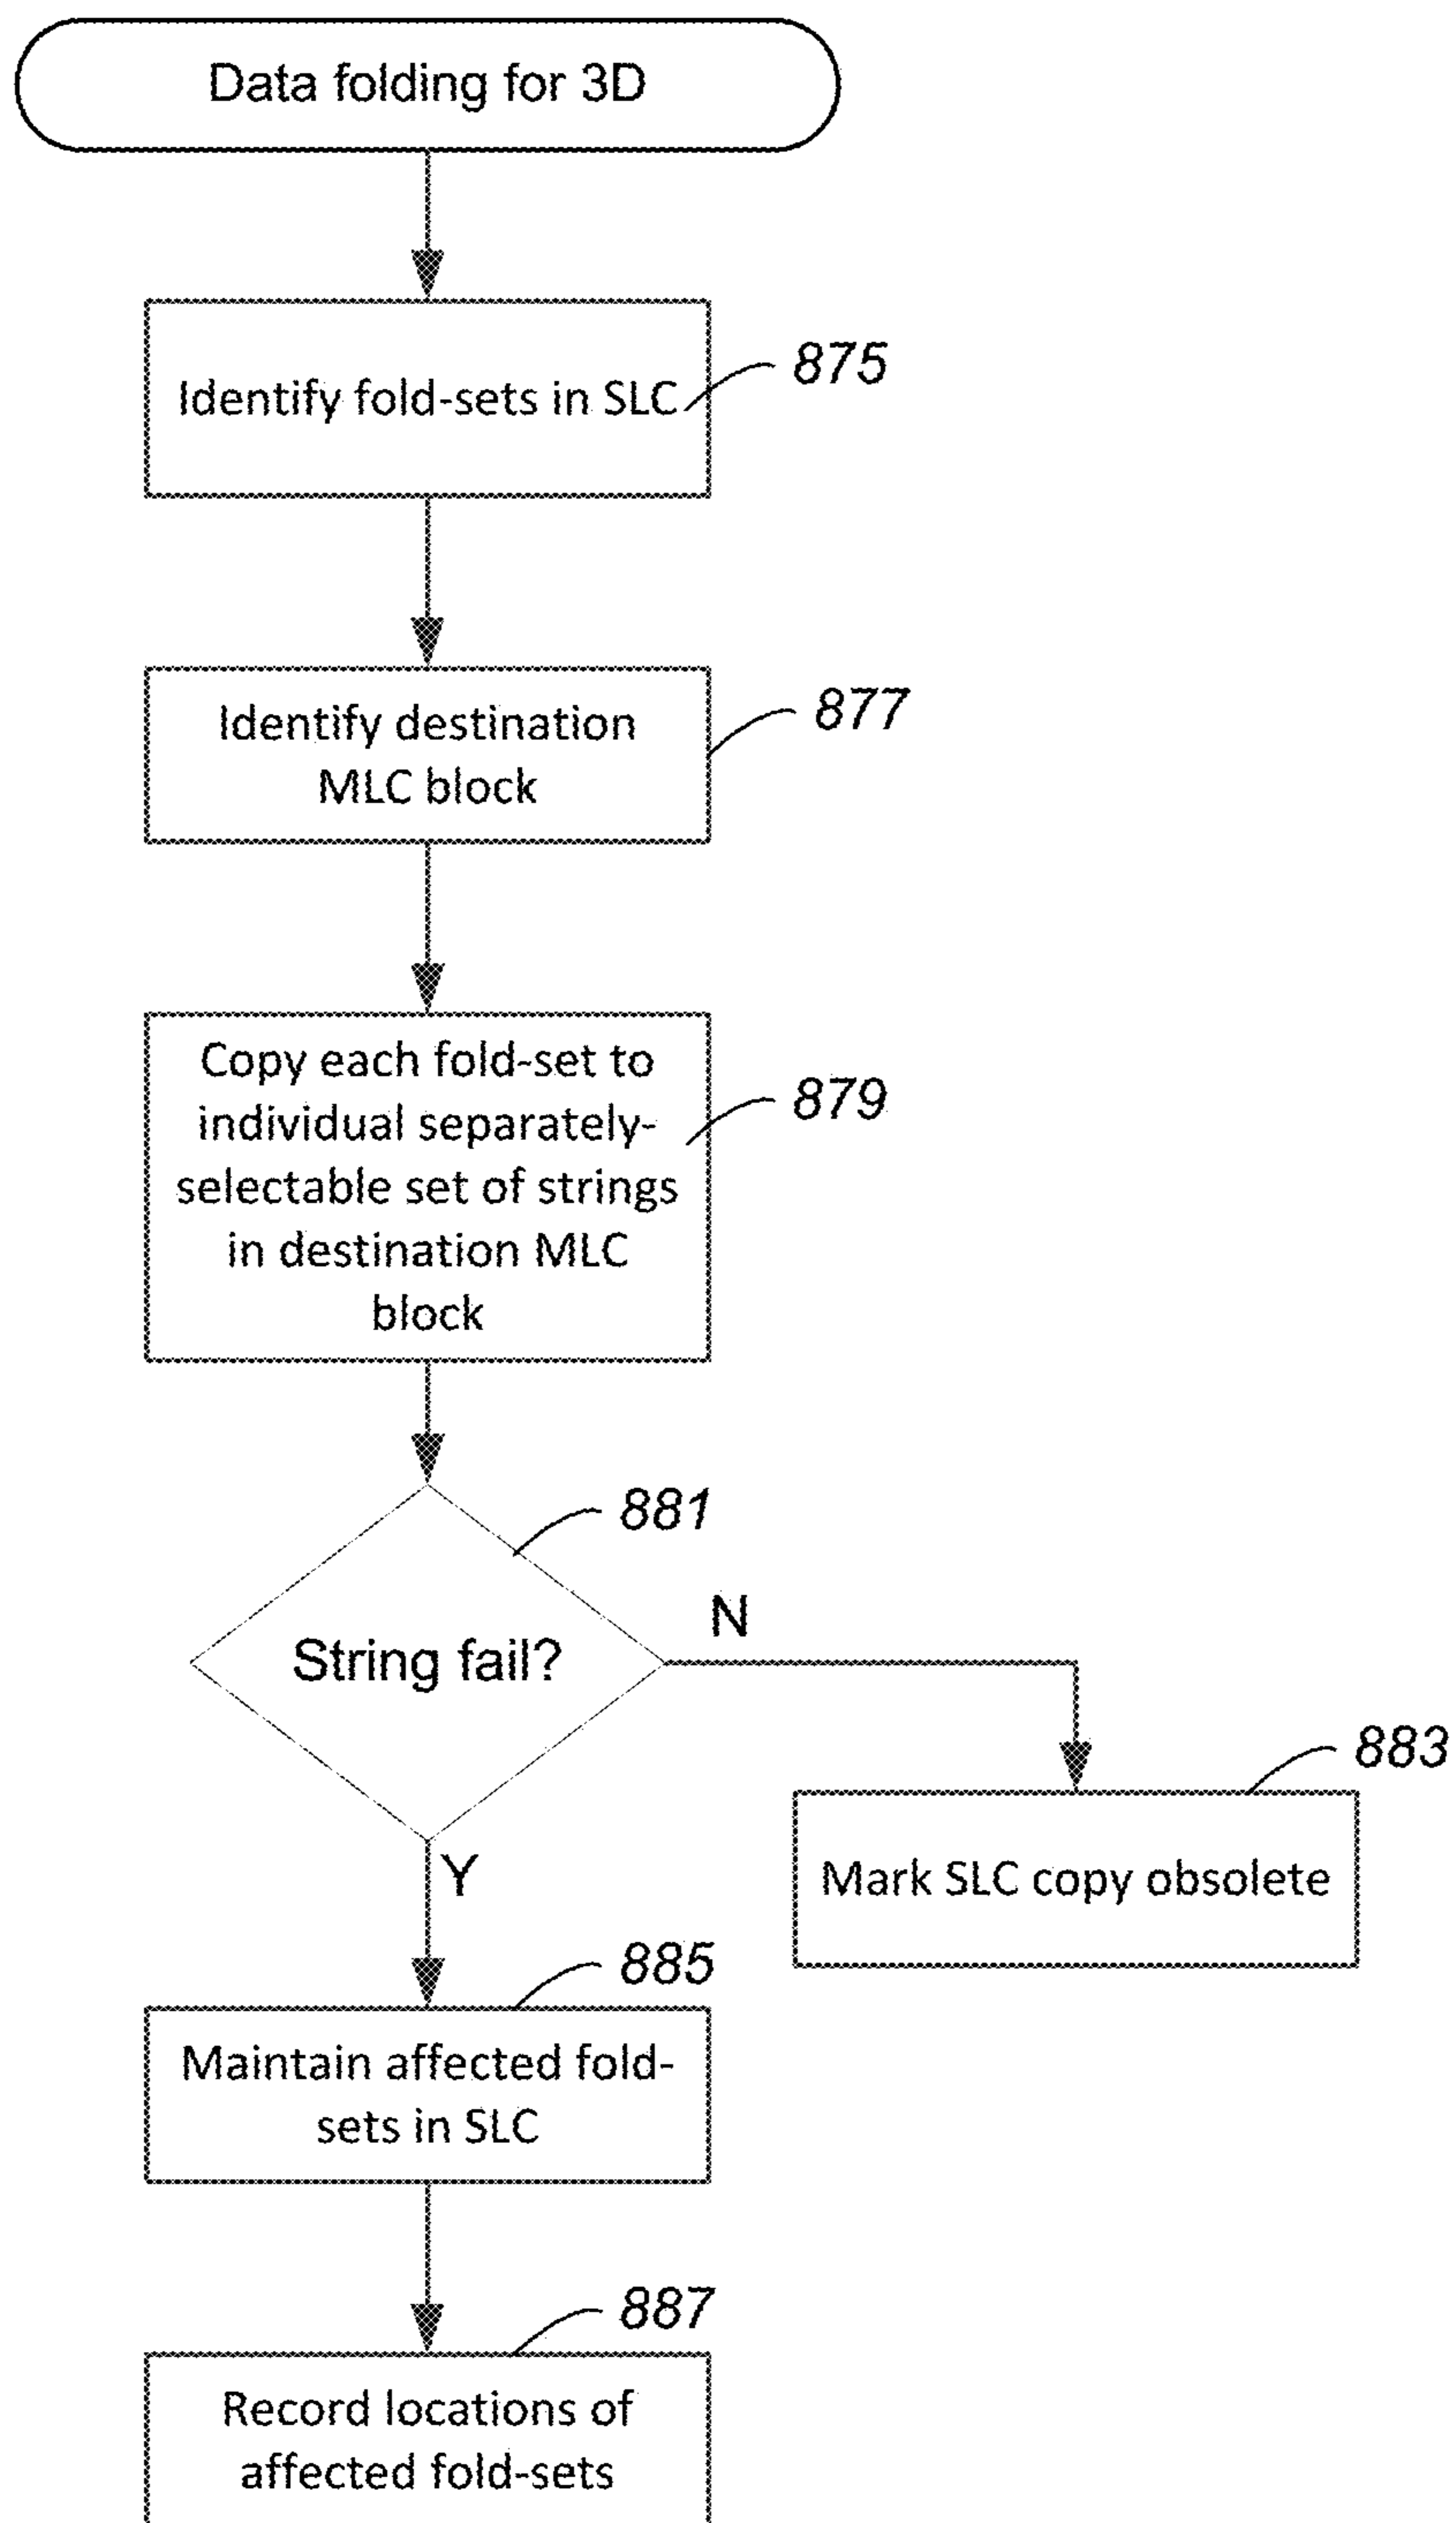 Data folding for 3D
Identify fold-sets in SLC
875
Identify destination
MLC block
877
Copy each fold-set to
individual separately-
selectable set of strings
in destination MLC
block
879
881
String fail?
N
Y
883
Mark SLC copy obsolete
885
Maintain affected fold-
sets in SLC
887
Record locations of
affected fold-sets